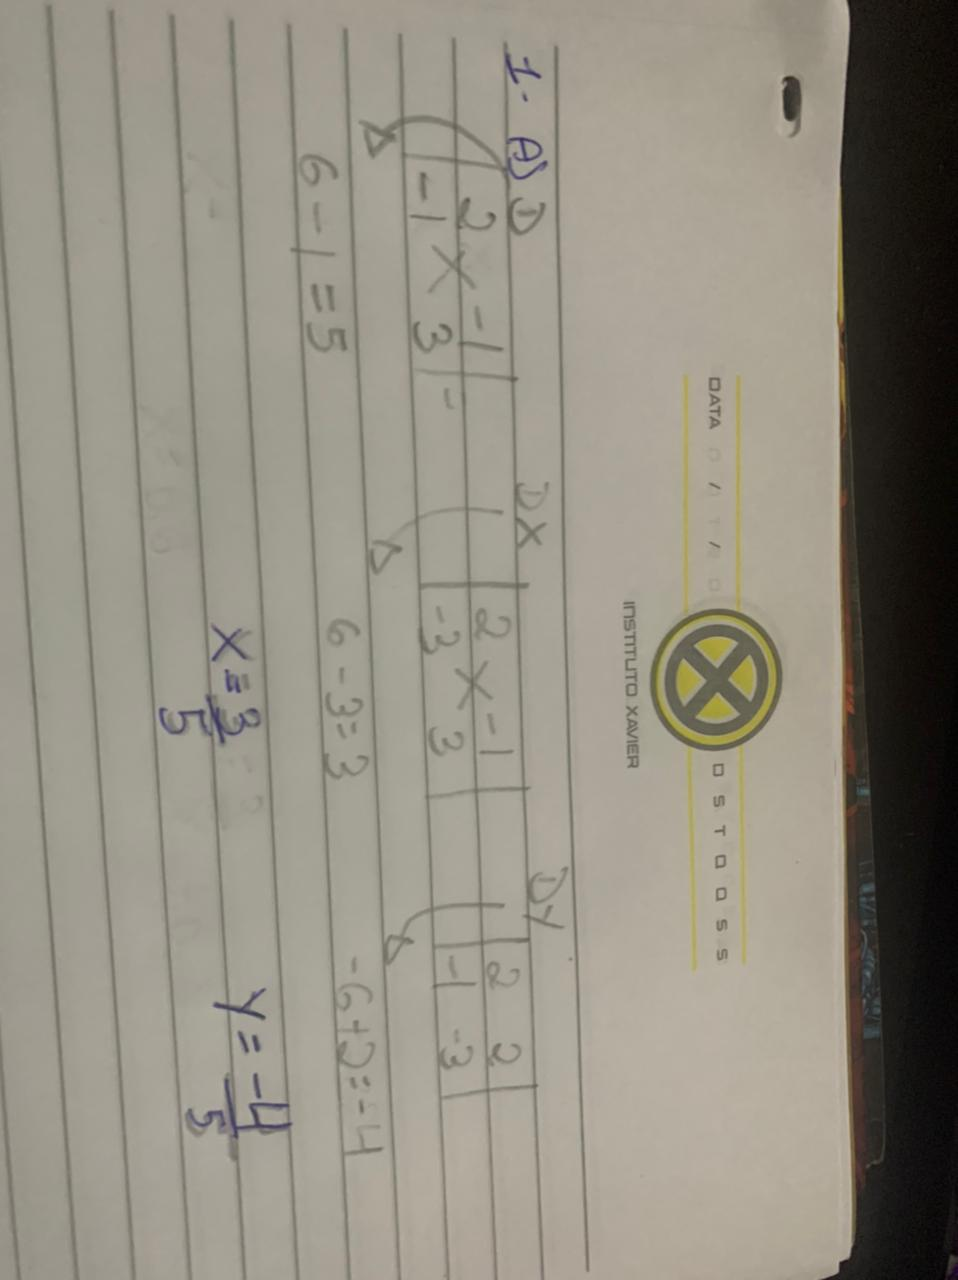 DATA D / T / D D S T Q Q S S
INSTITUTO XAVIER
1. A) D DX Dy
| 2 -1 | | 2 -1 | | 2 2 |
| -1 3 | - | -3 3 | | -1 -3 |
6 - 1 = 5 6 - 3 = 3 -6 + 2 = -4
x = 3/5 y = -4/5